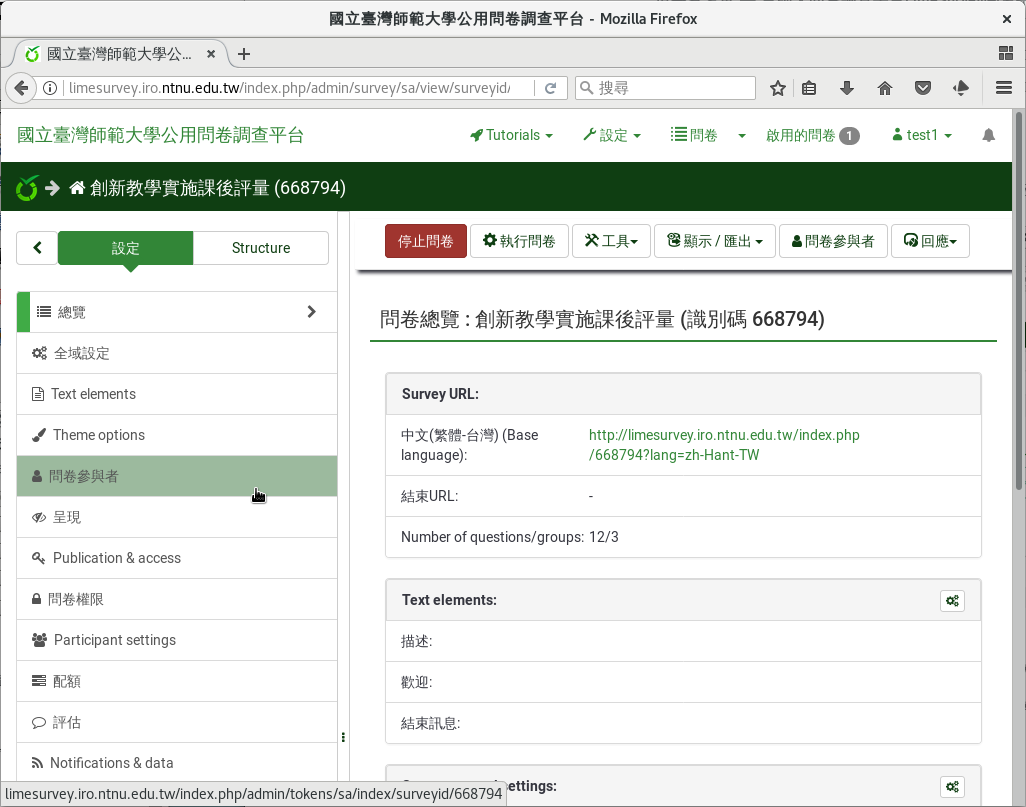 國立臺灣師範大學公用問卷調查平台 - Mozilla Firefox
國立臺灣師範大學公...
limesurvey.iro.ntnu.edu.tw/index.php/admin/survey/sa/view/surveyid/
搜尋
國立臺灣師範大學公用問卷調查平台
Tutorials
設定
問卷
啟用的問卷 1
test1
創新教學實施課後評量 (668794)
設定
Structure
停止問卷
執行問卷
工具
顯示 / 匯出
問卷參與者
回應
總覽
全域設定
Text elements
Theme options
問卷參與者
呈現
Publication & access
問卷權限
Participant settings
配額
評估
Notifications & data
問卷總覽 : 創新教學實施課後評量 (識別碼 668794)
Survey URL:
中文(繁體-台灣) (Base
language):
http://limesurvey.iro.ntnu.edu.tw/index.php
/668794?lang=zh-Hant-TW
結束URL:
-
Number of questions/groups: 12/3
Text elements:
描述:
歡迎:
結束訊息:
ettings:
limesurvey.iro.ntnu.edu.tw/index.php/admin/tokens/sa/index/surveyid/668794